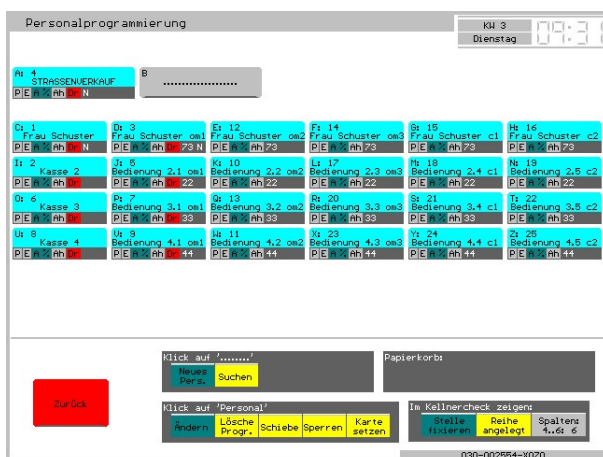 Personalprogrammierung
KW 3
Dienstag
09:3
A: 4
STRASSENVERKAUF
P E A % Ah Dr N
B
...................
C: 1
Frau Schuster
P E A % Ah Dr N
D: 3
Frau Schuster om1
P E A % Ah Dr 73 N
E: 12
Frau Schuster om2
P E A % Ah 73
F: 14
Frau Schuster om3
P E A % Ah 73
G: 15
Frau Schuster c1
P E A % Ah 73
H: 16
Frau Schuster c2
P E A % Ah 73
I: 2
Kasse 2
P E A % Ah Dr
J: 5
Bedienung 2.1 om1
P E A % Ah Dr 22
K: 10
Bedienung 2.2 om2
P E A % Ah 22
L: 17
Bedienung 2.3 om3
P E A % Ah 22
M: 18
Bedienung 2.4 c1
P E A % Ah 22
N: 19
Bedienung 2.5 c2
P E A % Ah 22
O: 6
Kasse 3
P E A % Ah Dr
P: 7
Bedienung 3.1 om1
P E A % Ah Dr 33
Q: 13
Bedienung 3.2 om2
P E A % Ah 33
R: 20
Bedienung 3.3 om3
P E A % Ah 33
S: 21
Bedienung 3.4 c1
P E A % Ah 33
T: 22
Bedienung 3.5 c2
P E A % Ah 33
U: 8
Kasse 4
P E A % Ah Dr
V: 9
Bedienung 4.1 om1
P E A % Ah Dr 44
W: 11
Bedienung 4.2 om2
P E A % Ah 44
X: 23
Bedienung 4.3 om3
P E A % Ah 44
Y: 24
Bedienung 4.4 c1
P E A % Ah 44
Z: 25
Bedienung 4.5 c2
P E A % Ah 44
Klick auf '........'
Neues
Pers.
Suchen
Papierkorb:
Zurück
Klick auf 'Personal'
Ändern
Lösche
Progr.
Schiebe
Sperren
Karte
setzen
Im Kellnercheck zeigen:
Stelle
fixieren
Reihe
angelegt
Spalten:
4..6: 6
030-002554-X0Z0